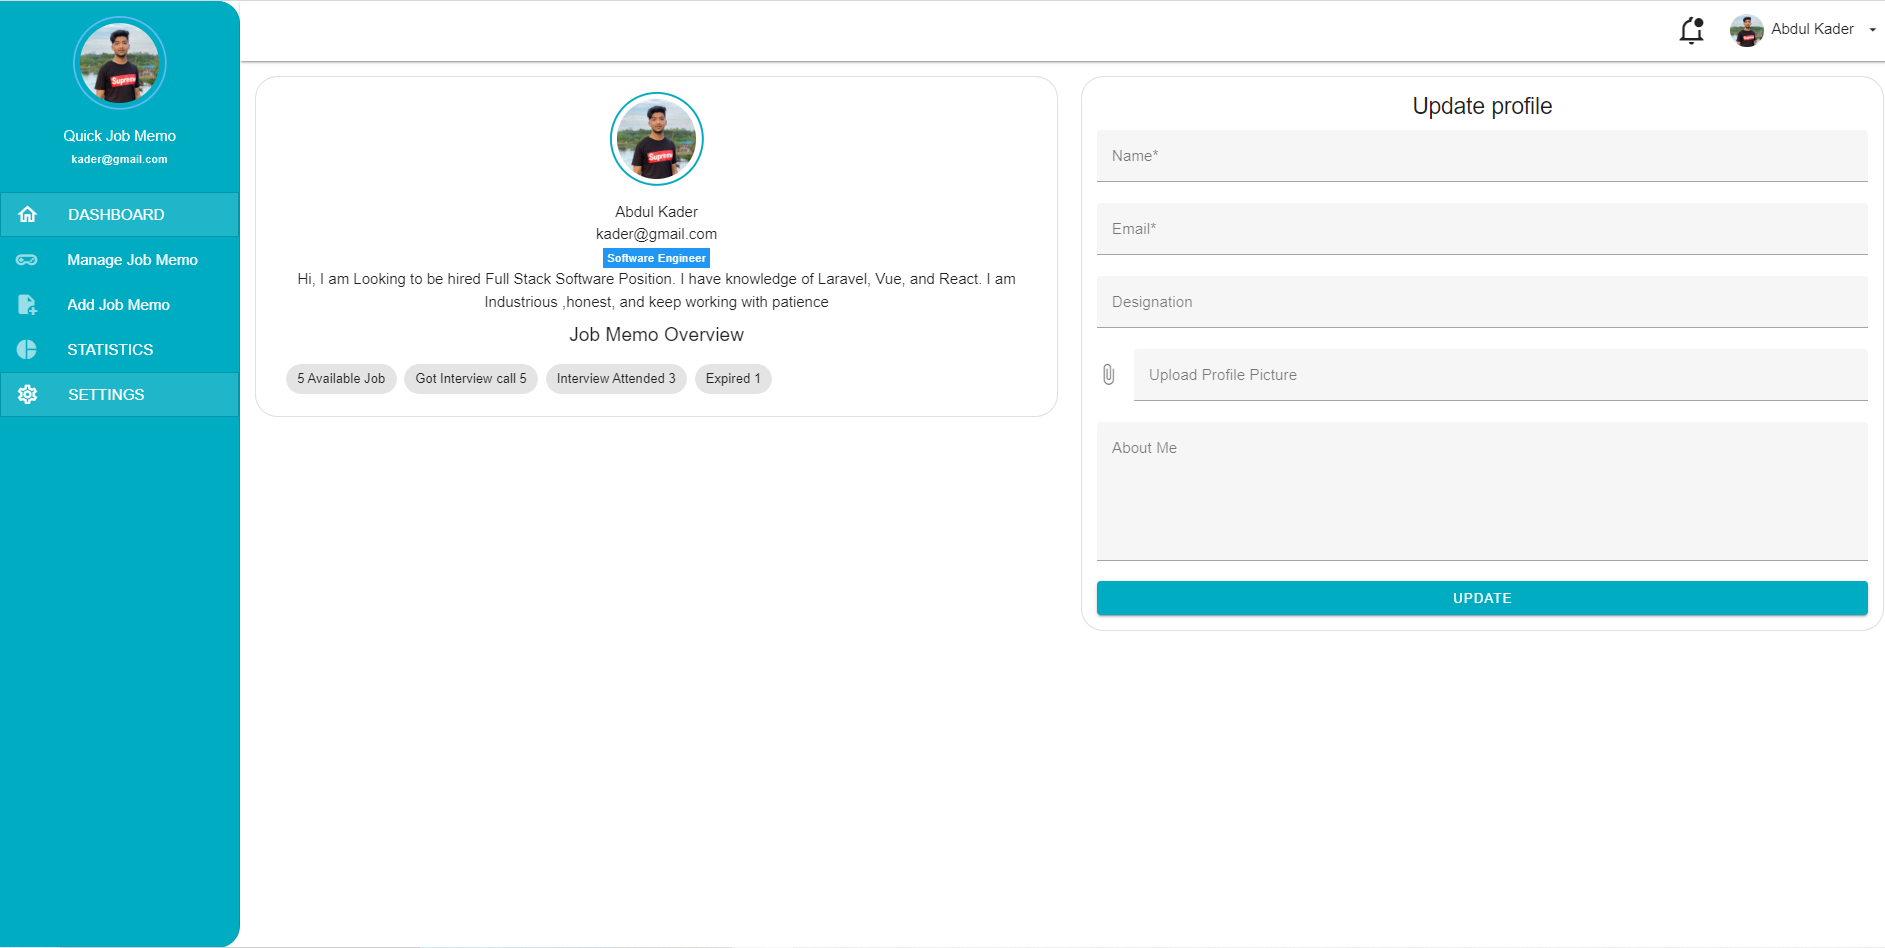 Quick Job Memo
kader@gmail.com
DASHBOARD
Manage Job Memo
Add Job Memo
STATISTICS
SETTINGS
Abdul Kader
Supreme
Abdul Kader
kader@gmail.com
Software Engineer
Hi, I am Looking to be hired Full Stack Software Position. I have knowledge of Laravel, Vue, and React. I am
Industrious ,honest, and keep working with patience
Job Memo Overview
5 Available Job
Got Interview call 5
Interview Attended 3
Expired 1
Update profile
Name*
Email*
Designation
Upload Profile Picture
About Me
UPDATE